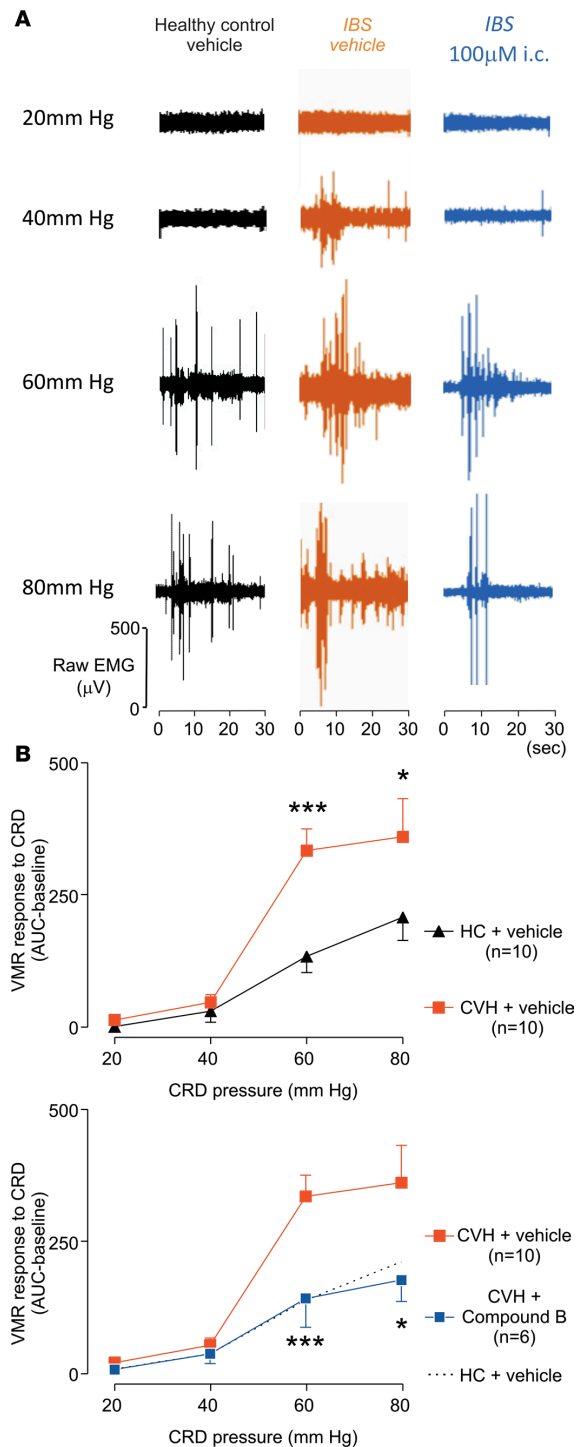 A
Healthy control
vehicle
IBS
vehicle
IBS
100μM i.c.
20mm Hg
40mm Hg
60mm Hg
80mm Hg
500
Raw EMG
(μV)
0
0 10 20 30
0 10 20 30
0 10 20 30
(sec)
B
500
250
0
VMR response to CRD
(AUC-baseline)
***
*
20 40 60 80
CRD pressure (mm Hg)
HC + vehicle
(n=10)
CVH + vehicle
(n=10)
500
250
0
VMR response to CRD
(AUC-baseline)
***
*
20 40 60 80
CRD pressure (mm Hg)
CVH + vehicle
(n=10)
CVH +
Compound B
(n=6)
HC + vehicle